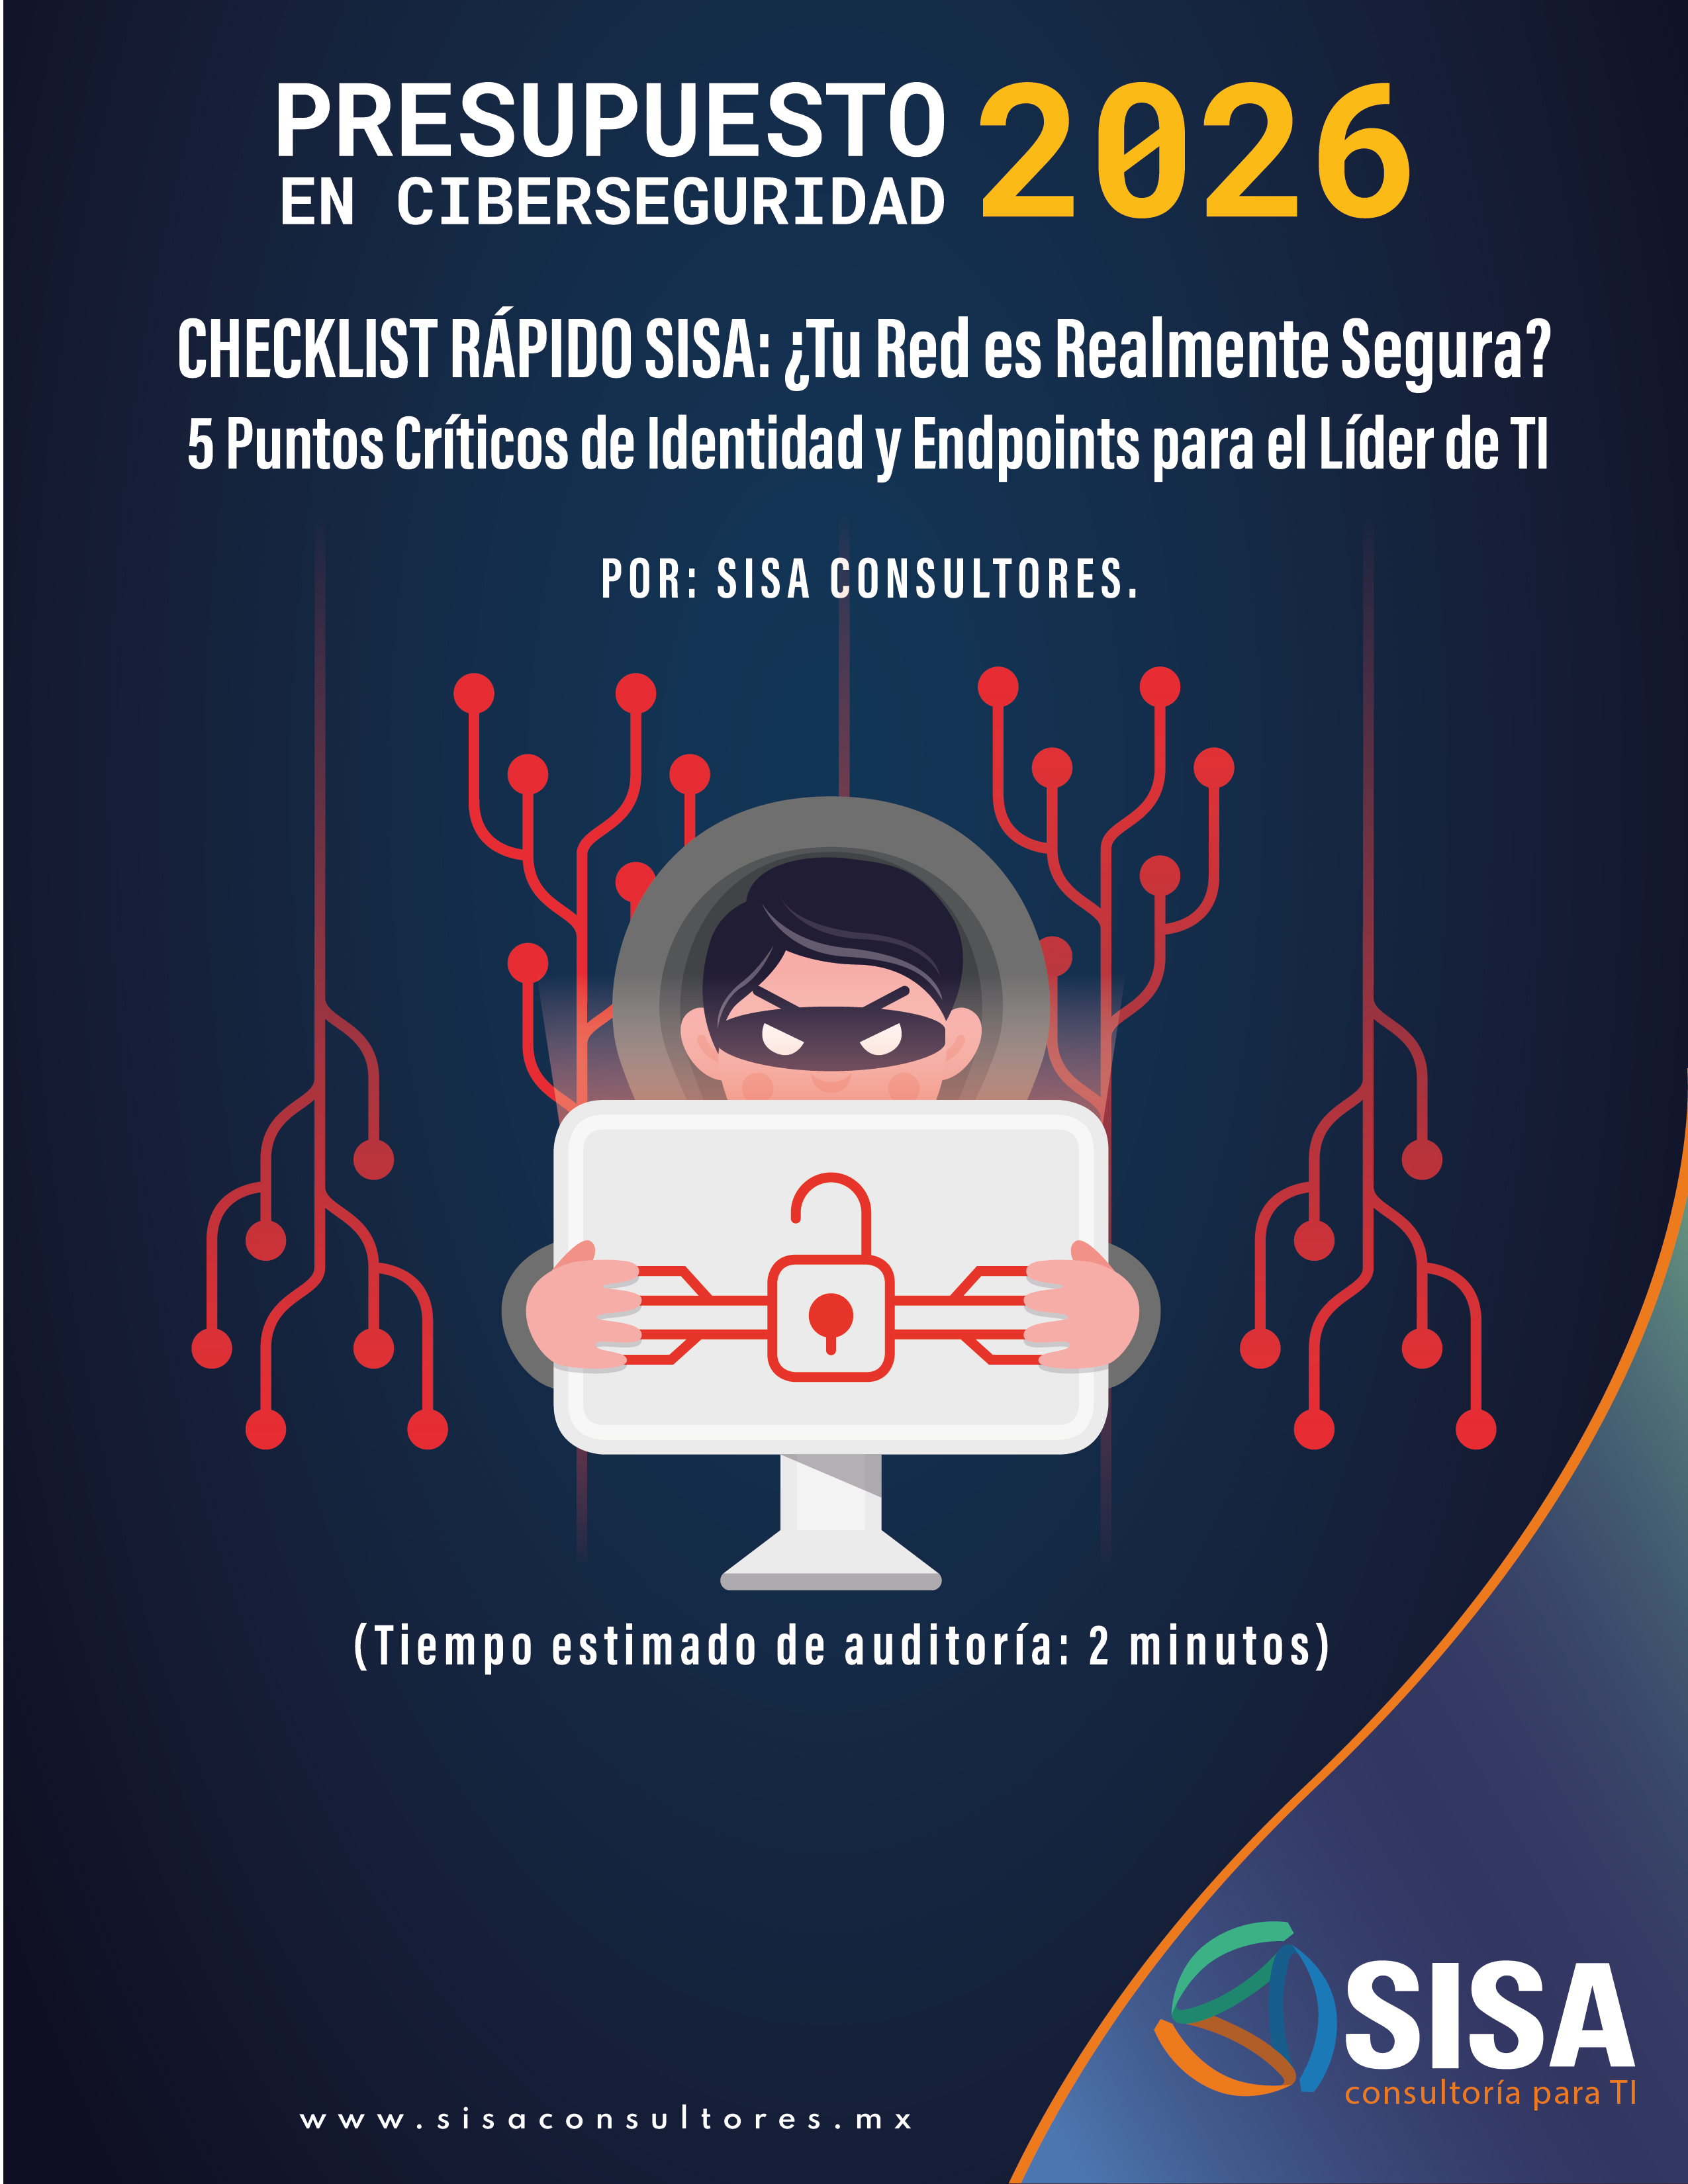 PRESUPUESTO 2026
EN CIBERSEGURIDAD
CHECKLIST RÁPIDO SISA: ¿Tu Red es Realmente Segura?
5 Puntos Críticos de Identidad y Endpoints para el Líder de TI
POR: SISA CONSULTORES.
(Tiempo estimado de auditoría: 2 minutos)
SISA
consultoría para TI
www.sisaconsultores.mx